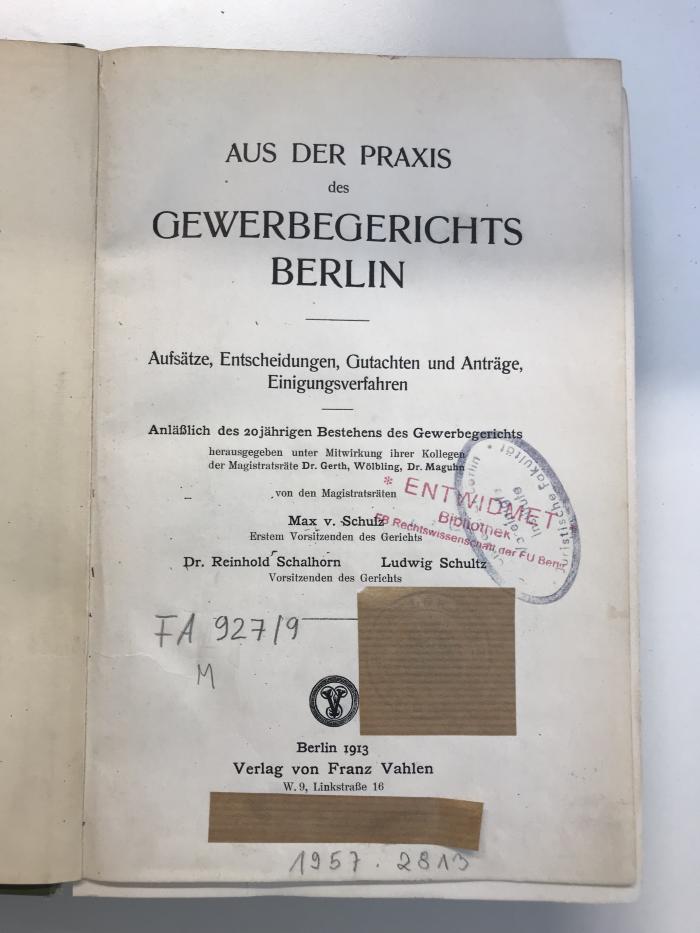 AUS DER PRAXIS
des
GEWERBEGERICHTS
BERLIN
Aufsätze, Entscheidungen, Gutachten und Anträge,
Einigungsverfahren
Anläßlich des 20jährigen Bestehens des Gewerbegerichts
herausgegeben unter Mitwirkung ihrer Kollegen
der Magistratsräte Dr. Gerth, Wölbling, Dr. Maguhn
von den Magistratsräten
Max v. Schulz
Erstem Vorsitzenden des Gerichts
Dr. Reinhold Schalhorn Ludwig Schultz
Vorsitzenden des Gerichts
* ENTWIDMET *
Bibliothek
FB Rechtswissenschaft der FU Berlin
Fakultät
FA 927/9
M
Berlin 1913
Verlag von Franz Vahlen
W. 9, Linkstraße 16
1957. 2813